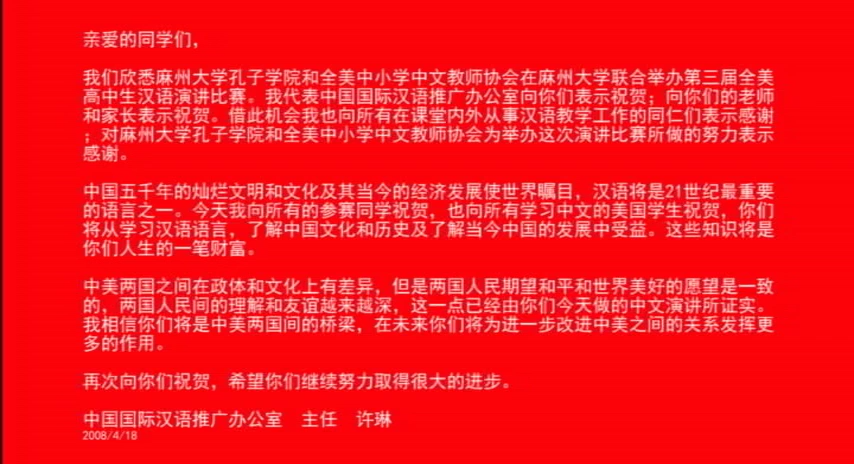 亲爱的同学们，
我们欣悉麻州大学孔子学院和全美中小学中文教师协会在麻州大学联合举办第三届全美
高中生汉语演讲比赛。我代表中国国际汉语推广办公室向你们表示祝贺；向你们的老师
和家长表示祝贺。借此机会我也向所有在课堂内外从事汉语教学工作的同仁们表示感谢
；对麻州大学孔子学院和全美中小学中文教师协会为举办这次演讲比赛所做的努力表示
感谢。
中国五千年的灿烂文明和文化及其当今的经济发展使世界瞩目，汉语将是21世纪最重要
的语言之一。今天我向所有的参赛同学祝贺，也向所有学习中文的美国学生祝贺，你们
将从学习汉语语言，了解中国文化和历史及了解当今中国的发展中受益。这些知识将是
你们人生的一笔财富。
中美两国之间在政体和文化上有差异，但是两国人民期望和平和世界美好的愿望是一致
的，两国人民间的理解和友谊越来越深，这一点已经由你们今天做的中文演讲所证实。
我相信你们将是中美两国间的桥梁，在未来你们将为进一步改进中美之间的关系发挥更
多的作用。
再次向你们祝贺，希望你们继续努力取得很大的进步。
中国国际汉语推广办公室　主任　许琳
2008/4/18